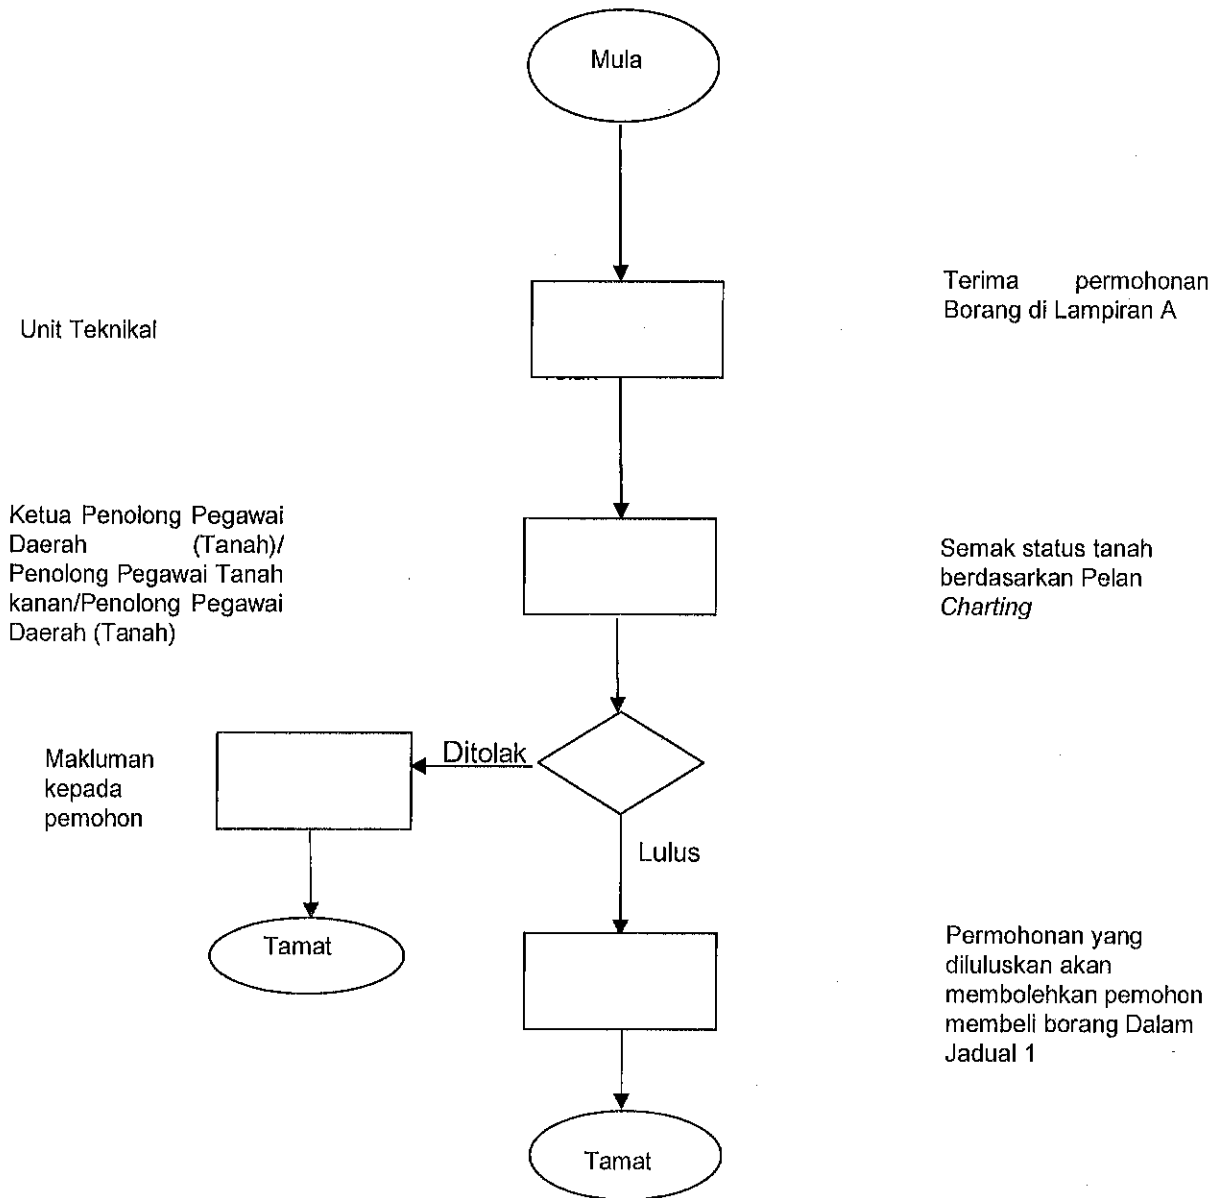 Mula
Terima permohonan
Borang di Lampiran A
Unit Teknikal
Ketua Penolong Pegawai
Daerah (Tanah)/
Penolong Pegawai Tanah
kanan/Penolong Pegawai
Daerah (Tanah)
Semak status tanah
berdasarkan Pelan
Charting
Makluman
kepada
pemohon
Ditolak
Lulus
Tamat
Permohonan yang
diluluskan akan
membolehkan pemohon
membeli borang Dalam
Jadual 1
Tamat